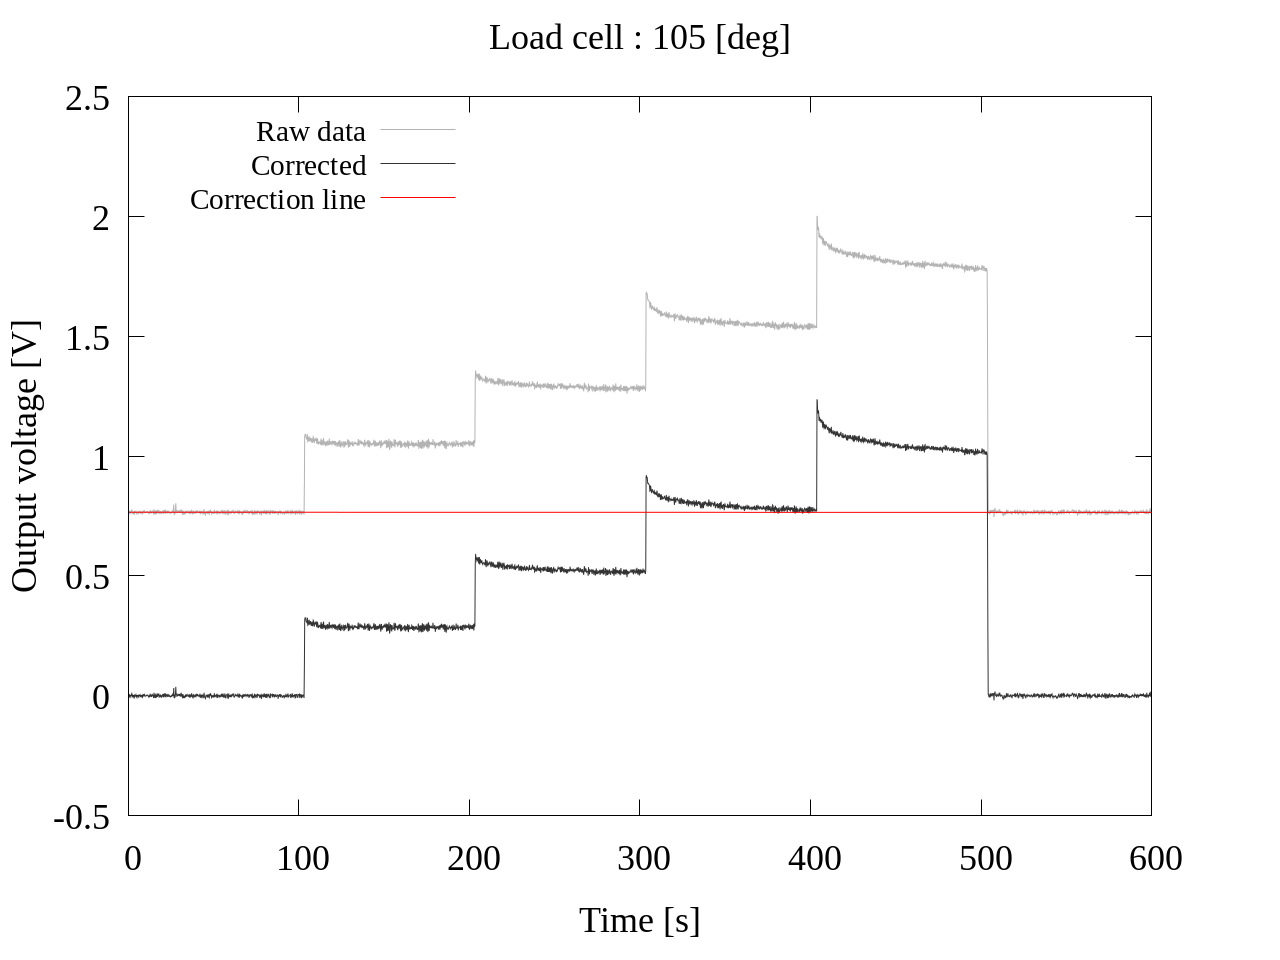 Load cell : 105 [deg]
2.5
2
1.5
1
0.5
0
-0.5
Raw data
Corrected
Correction line
Output voltage [V]
0 100 200 300 400 500 600
Time [s]